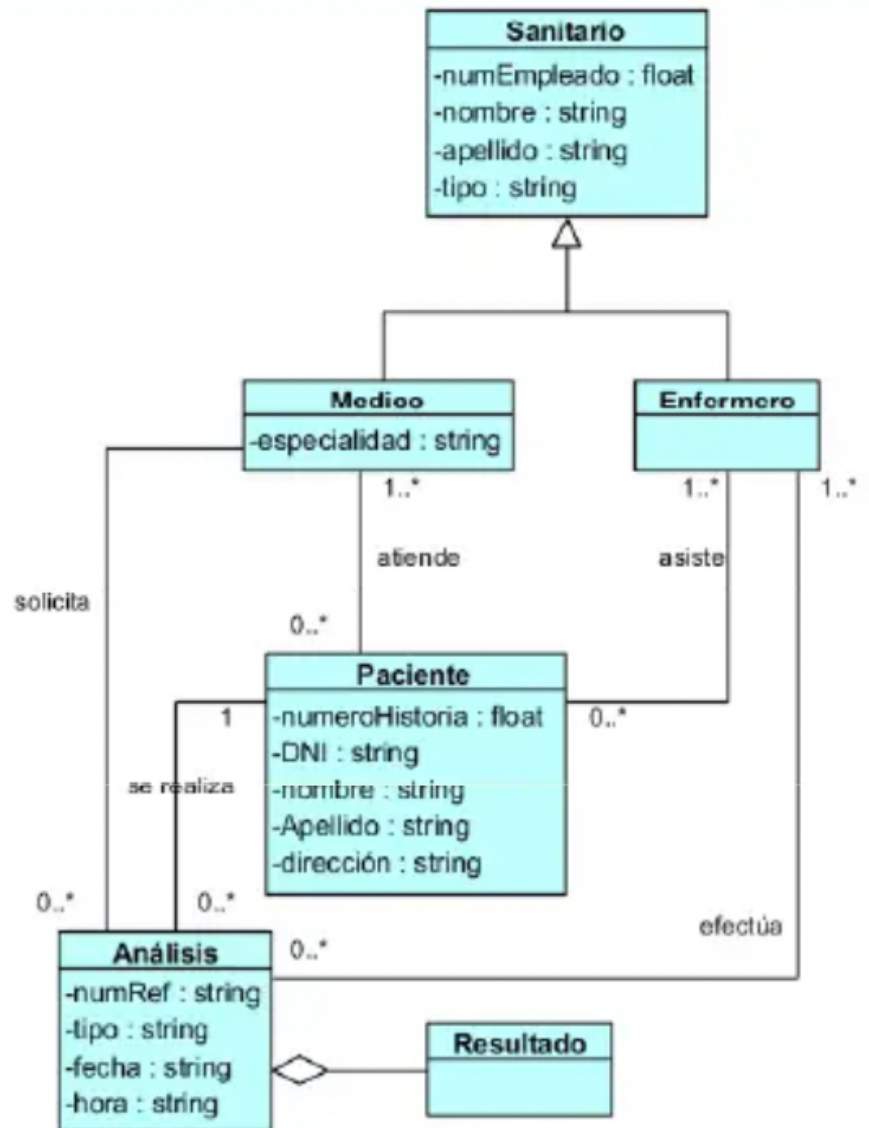 Sanitario
-numEmpleado : float
-nombre : string
-apellido : string
-tipo : string
Medico
-especialidad : string
Enfermero
1..*
1..*
1..*
atiende
asiste
solicita
0..*
Paciente
1
-numeroHistoria : float
0..*
-DNI : string
se realiza
-nombre : string
-Apellido : string
-dirección : string
0..*
0..*
efectúa
Análisis
0..*
-numRef : string
-tipo : string
-fecha : string
-hora : string
Resultado